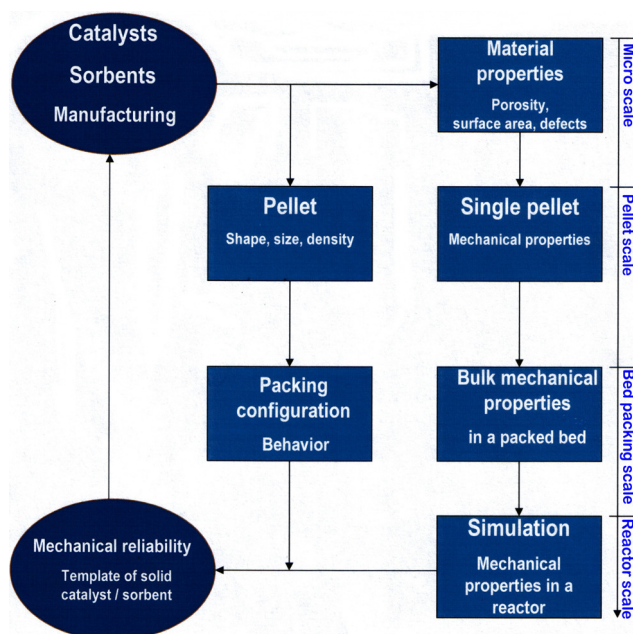 Catalysts
Sorbents
Manufacturing
Material
properties
Porosity,
surface area, defects
Micro scale
Pellet
Shape, size, density
Single pellet
Mechanical properties
Pellet scale
Packing
configuration
Behavior
Bulk mechanical
properties
in a packed bed
Bed packing scale
Mechanical reliability
Template of solid
catalyst / sorbent
Simulation
Mechanical
properties in a
reactor
Reactor scale